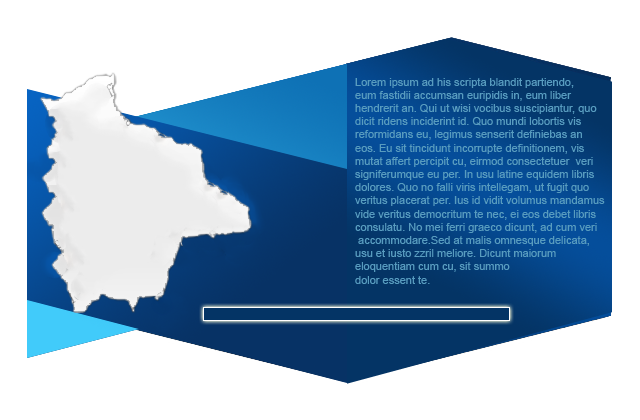 Lorem ipsum ad his scripta blandit partiendo,
eum fastidii accumsan euripidis in, eum liber
hendrerit an. Qui ut wisi vocibus suscipiantur, quo
dicit ridens inciderint id. Quo mundi lobortis vis
reformidans eu, legimus senserit definiebas an
eos. Eu sit tincidunt incorrupte definitionem, vis
mutat affert percipit cu, eirmod consectetuer  veri
signiferumque eu per. In usu latine equidem libris
dolores. Quo no falli viris intellegam, ut fugit quo
veritus placerat per. Ius id vidit volumus mandamus
vide veritus democritum te nec, ei eos debet libris
consulatu. No mei ferri graeco dicunt, ad cum veri
accommodare.Sed at malis omnesque delicata,
usu et iusto zzril meliore. Dicunt maiorum
eloquentiam cum cu, sit summo
dolor essent te.